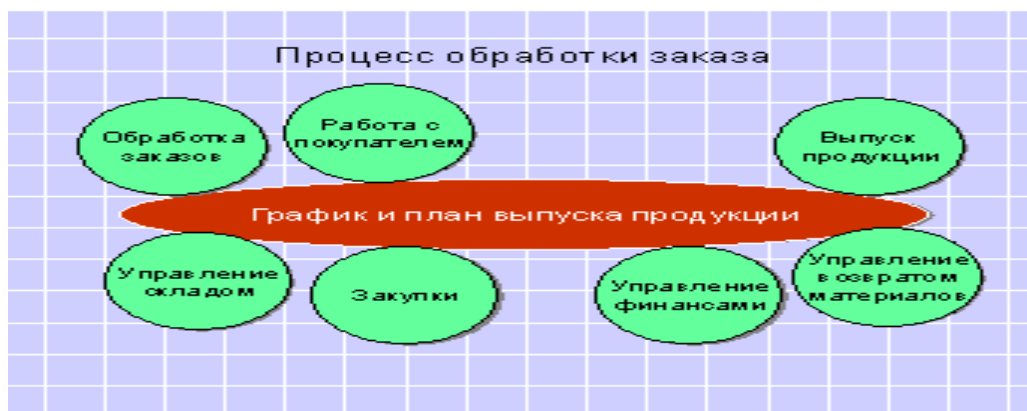 Процесс обработки заказа
Обработка
заказов
Работа с
покупателем
Выпуск
продукции
График и план выпуска продукции
Управление
складом
Закупки
Управление
финансами
Управление
возвратом
материалов